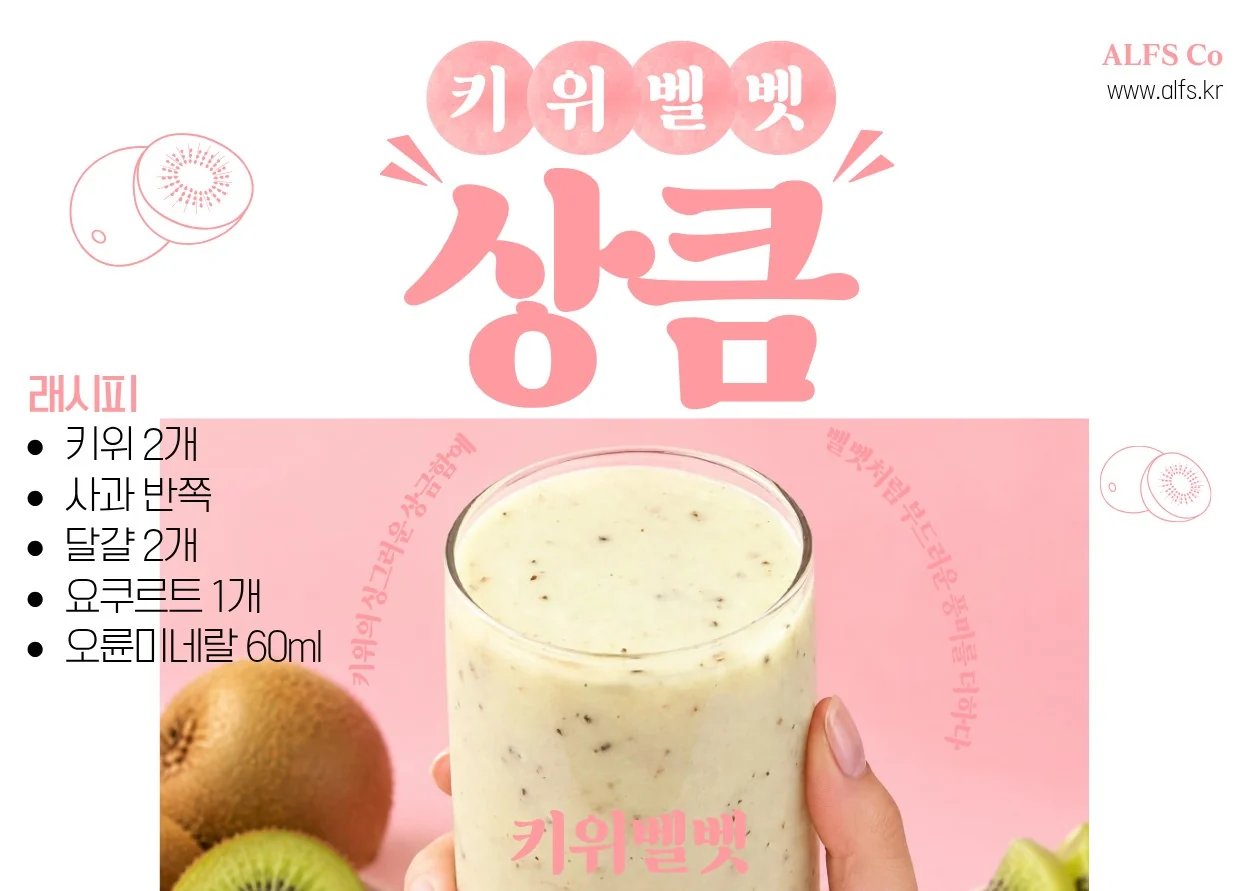 키위벨벳
ALFS Co
www.alfs.kr
상큼
래시피
키위 2개
사과 반쪽
달걀 2개
요쿠르트 1개
오륜미네랄 60ml
키위의 싱그러운 상금함에
벨벳처럼 부드러운 풍미를 더하다
키위벨벳